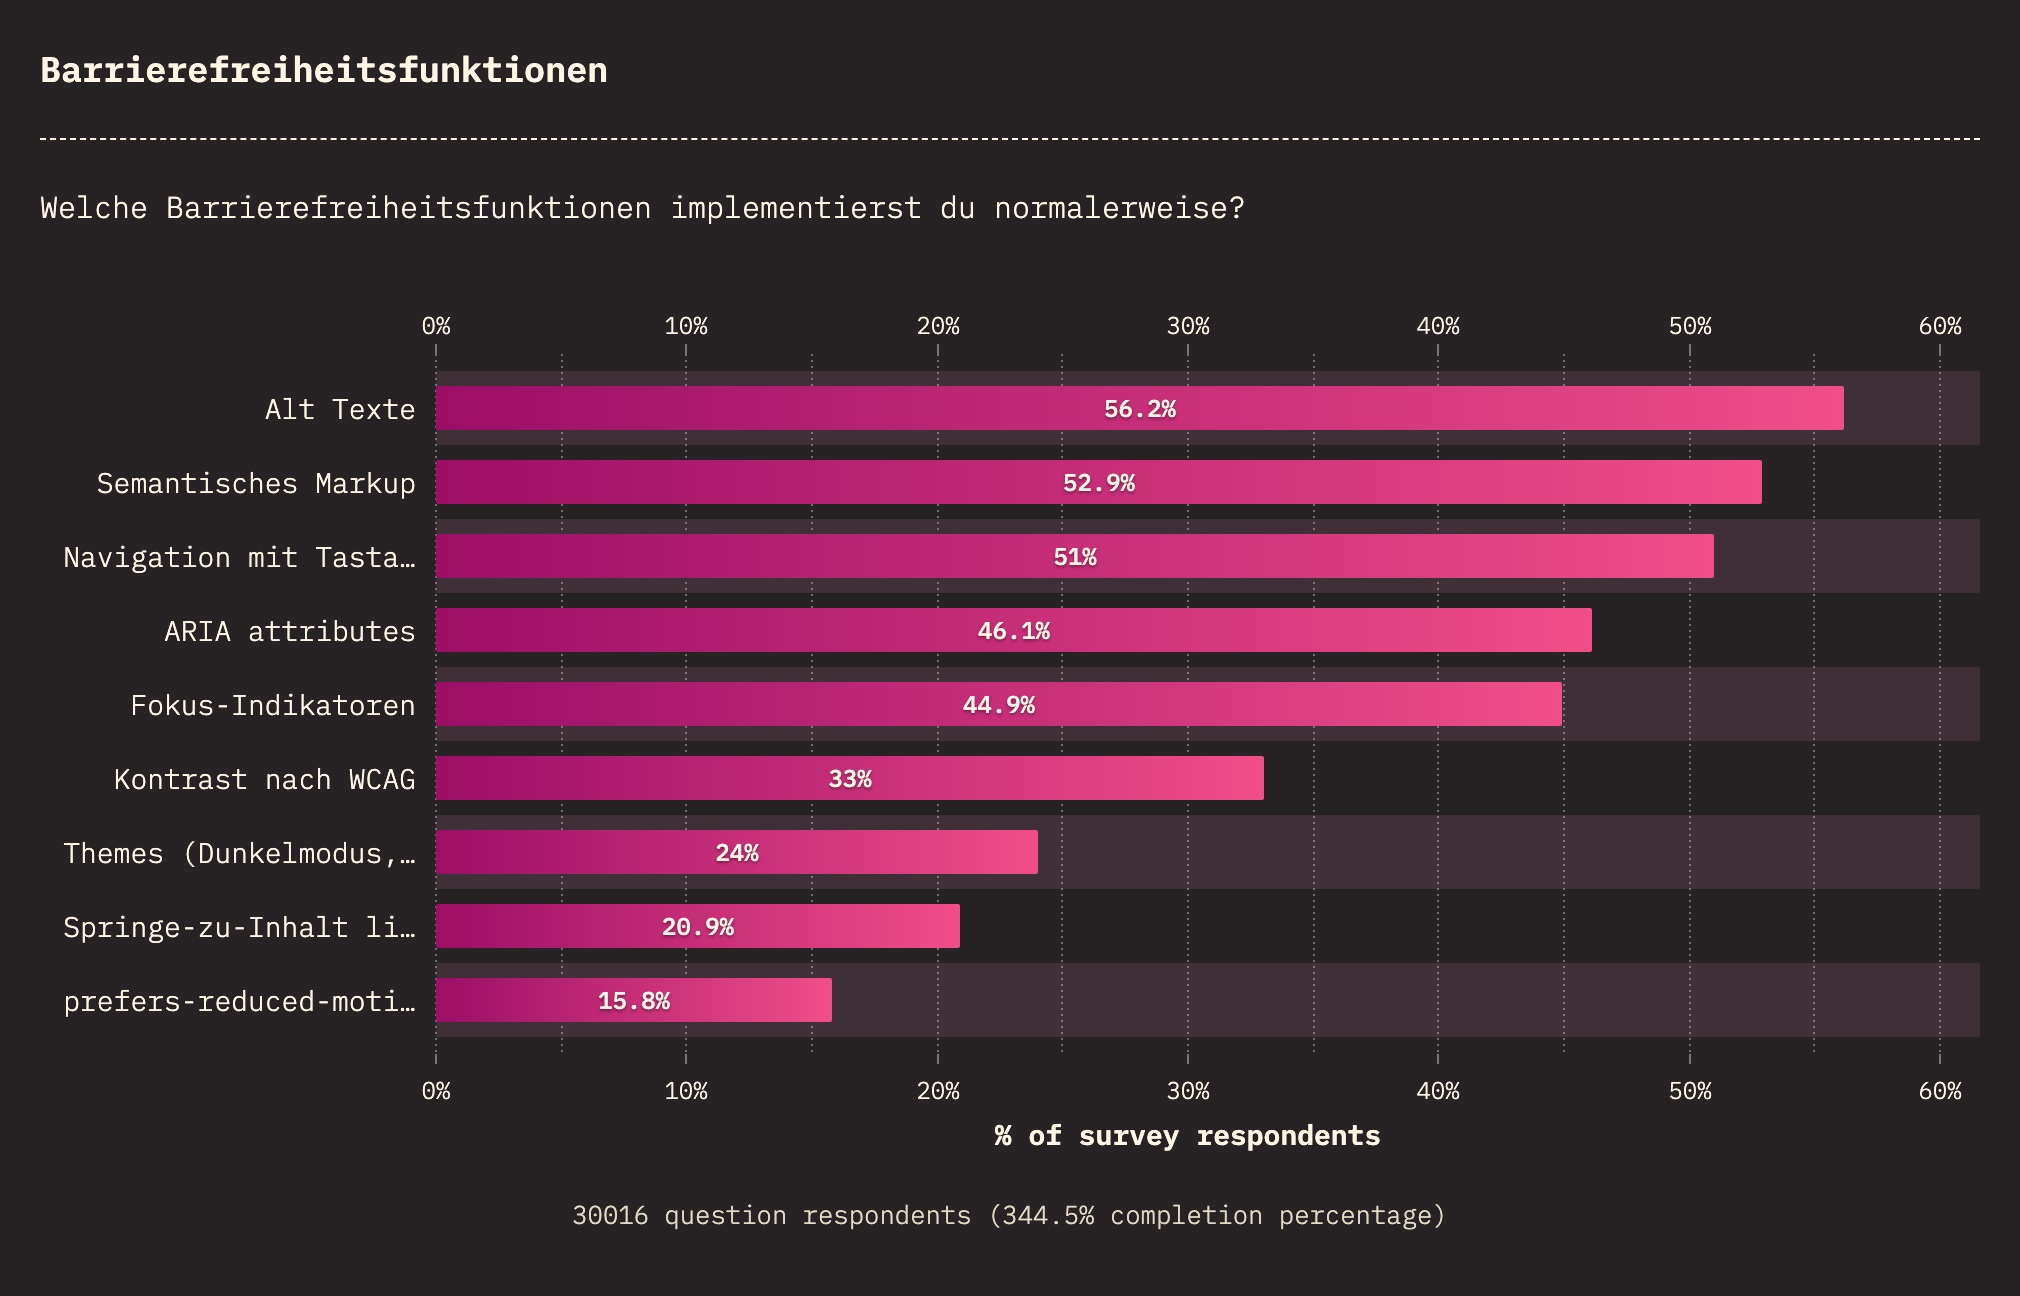 Barrierefreiheitsfunktionen
Welche Barrierefreiheitsfunktionen implementierst du normalerweise?
0% 10% 20% 30% 40% 50% 60%
Alt Texte 56.2%
Semantisches Markup 52.9%
Navigation mit Tasta… 51%
ARIA attributes 46.1%
Fokus-Indikatoren 44.9%
Kontrast nach WCAG 33%
Themes (Dunkelmodus,… 24%
Springe-zu-Inhalt li… 20.9%
prefers-reduced-moti… 15.8%
0% 10% 20% 30% 40% 50% 60%
% of survey respondents
30016 question respondents (344.5% completion percentage)